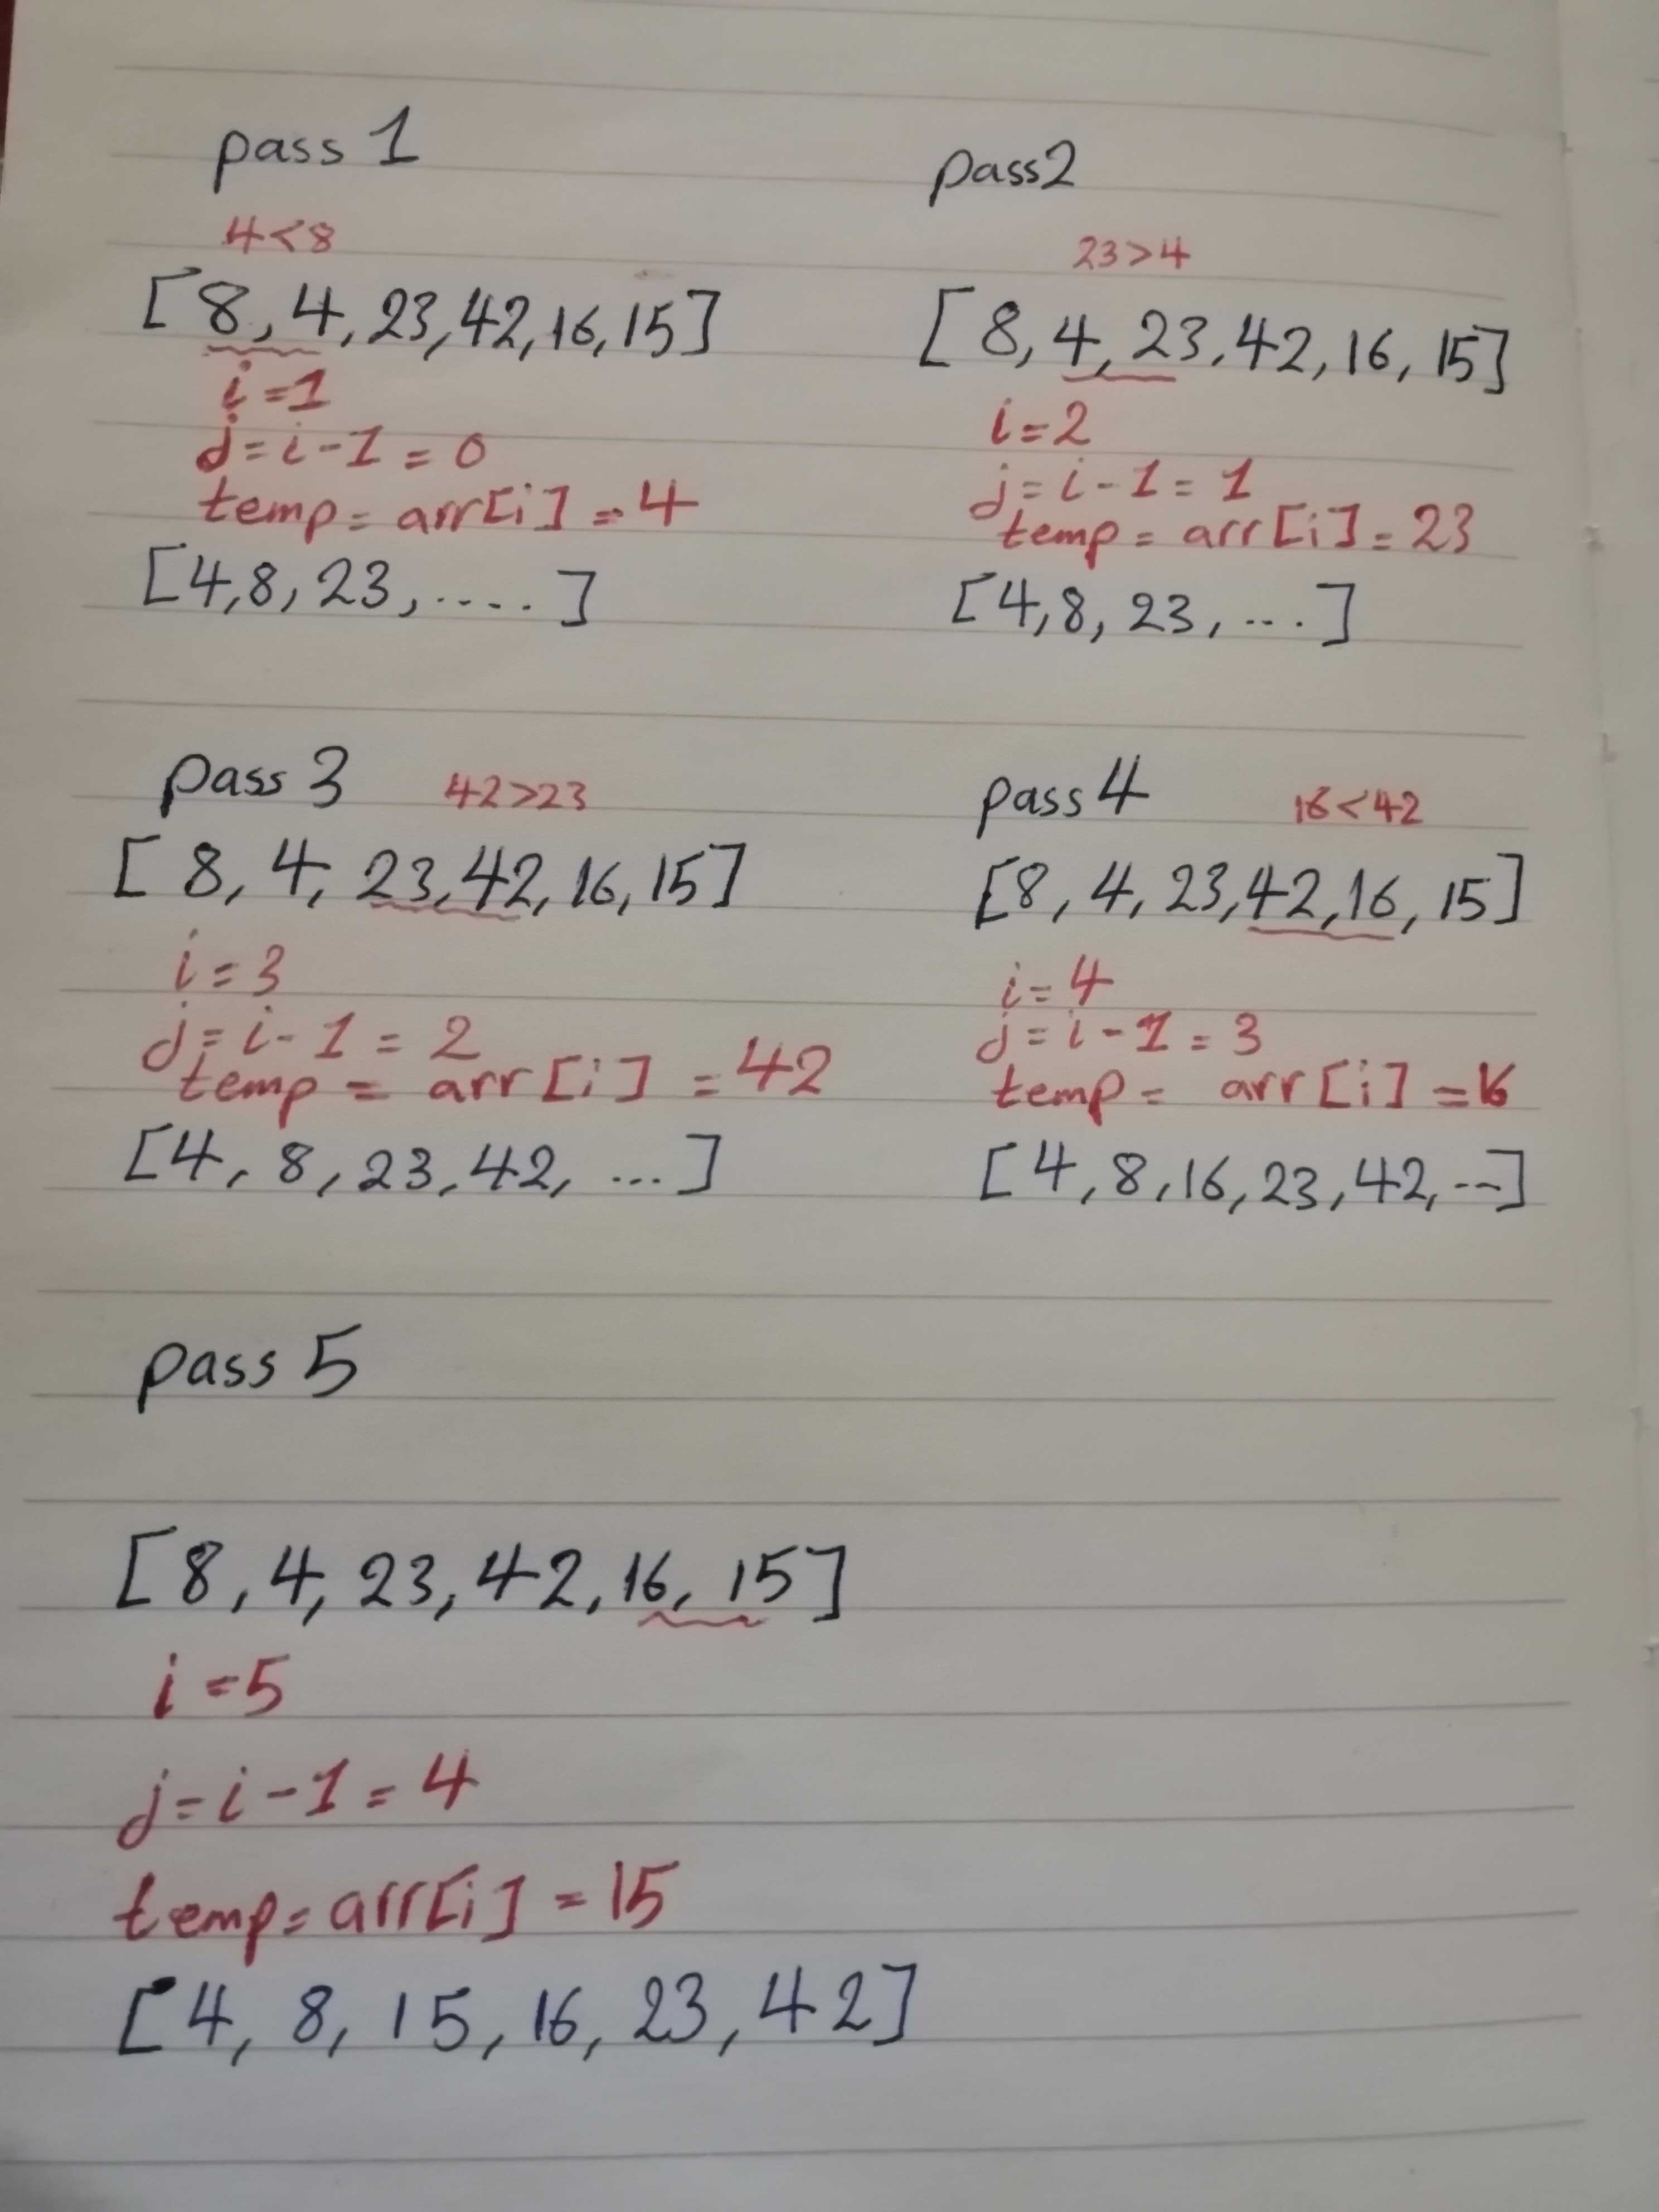 pass 1
4<8
[8, 4, 23, 42, 16, 15]
i=1
j=i-1=0
temp=arr[i]=4
[4,8, 23, ....]
pass2
23>4
[8, 4, 23, 42, 16, 15]
i=2
j=i-1=1
temp=arr[i]=23
[4,8, 23, ...]
pass 3 42>23
[8, 4, 23, 42, 16, 15]
i=3
j=i-1=2
temp=arr[i]=42
[4, 8, 23, 42, ...]
pass 4 16<42
[8, 4, 23, 42, 16, 15]
i=4
j=i-1=3
temp=arr[i]=16
[4, 8, 16, 23, 42, ...]
pass 5
[8, 4, 23, 42, 16, 15]
i=5
j=i-1=4
temp=arr[i]=15
[4, 8, 15, 16, 23, 42]